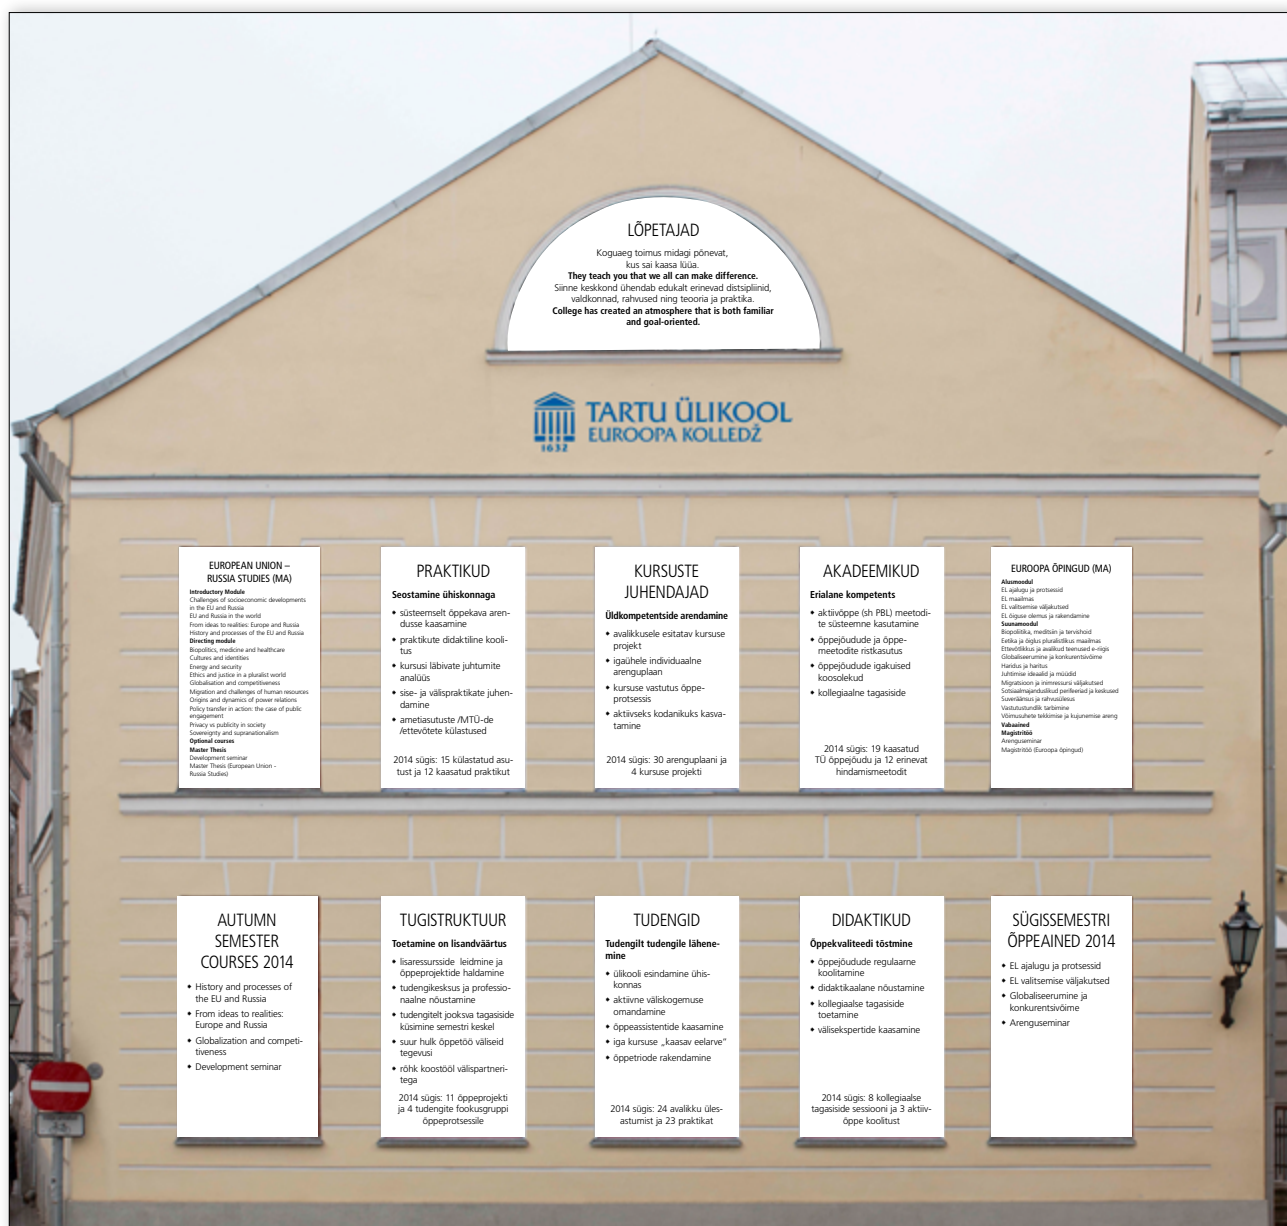 LÕPETAJAD
Koguaeg toimus midagi põnevat,
kus sai kaasa lüüa.
They teach you that we all can make difference.
Siinne keskkond ühendab edukalt erinevad distsipliinid,
valdkonnad, rahvused ning teooria ja praktika.
College has created an atmosphere that is both familiar
and goal-oriented.
TARTU ÜLIKOOL
EUROOPA KOLLEDŽ
1632
EUROPEAN UNION –
RUSSIA STUDIES (MA)
Introductory Module
Challenges of socioeconomic developments
in the EU and Russia
EU and Russia in the world
From ideas to realities: Europe and Russia
History and processes of the EU and Russia
Directing module
Biopolitics, medicine and healthcare
Cultures and identities
Energy and security
Ethics and justice in a pluralist world
Globalisation and competitiveness
Migration and challenges of human resources
Origins and dynamics of power relations
Policy transfer in action: the case of public
engagement
Privacy vs publicity in society
Sovereignty and supranationalism
Optional courses
Master Thesis
Development seminar
Master Thesis (European Union -
Russia Studies)
PRAKTIKUD
Seostamine ühiskonnaga
• süsteemselt õppekava aren-
dusse kaasamine
• praktikute didaktiline kooli-
tus
• kursusi läbivate juhtumite
analüüs
• sise- ja välispraktikate juhen-
damine
• ametiasutuste /MTÜ-de
/ettevõtete külastused
2014 sügis: 15 külastatud asu-
tust ja 12 kaasatud praktikut
KURSUSTE
JUHENDAJAD
Üldkompetentside arendamine
• avalikkusele esitatav kursuse
projekt
• igaühele individuaalne
arenguplaan
• kursuse vastutus õppe-
protsessis
• aktiivseks kodanikuks kasva-
tamine
2014 sügis: 30 arenguplaani ja
4 kursuse projekti
AKADEEMIKUD
Erialane kompetents
• aktiivõppe (sh PBL) meetodi-
te süsteemne kasutamine
• õppejõudude ja õppe-
meetodite ristkasutus
• õppejõudude igakuised
koosolekud
• kollegiaalne tagasiside
2014 sügis: 19 kaasatud
TÜ õppejõudu ja 12 erinevat
hindamismeetodit
EUROOPA ÕPINGUD (MA)
Alusmoodul
EL ajalugu ja protsessid
EL maailmas
EL valitsemise väljakutsed
EL õiguse olemus ja rakendamine
Suunamoodul
Biopoliitika, meditsiin ja tervishoid
Eetika ja õiglus pluralistlikus maailmas
Ettevõtlikkus ja avalikud teenused e-riigis
Globaliseerumine ja konkurentsivõime
Haridus ja haritus
Juhtimise ideaalid ja müüdid
Migratsioon ja inimressursi väljakutsed
Sotsiaalmajanduslikud perifeeriad ja keskused
Suveräänsus ja rahvusülesus
Vastutustundlik tarbimine
Võimusuhete tekkimise ja kujunemise areng
Vabaained
Magistritöö
Arenguseminar
Magistritöö (Euroopa õpingud)
AUTUMN
SEMESTER
COURSES 2014
• History and processes of
the EU and Russia
• From ideas to realities:
Europe and Russia
• Globalization and competi-
tiveness
• Development seminar
TUGISTRUKTUUR
Toetamine on lisandväärtus
• lisaressursside leidmine ja
õppeprojektide haldamine
• tudengikesksus ja professio-
naalne nõustamine
• tudengitelt jooksva tagasiside
küsimine semestri keskel
• suur hulk õppetöö väliseid
tegevusi
• rõhk koostööl välispartneri-
tega
2014 sügis: 11 õppeprojekti
ja 4 tudengite fookusgruppi
õppeprotsessile
TUDENGID
Tudengilt tudengile lähene-
mine
• ülikooli esindamine ühis-
konnas
• aktiivne väliskogemuse
omandamine
• õppeassistentide kaasamine
• iga kursuse „kaasav eelarve“
• õppetriode rakendamine
2014 sügis: 24 avalikku üles-
astumist ja 23 praktikat
DIDAKTIKUD
Õppekvaliteedi tõstmine
• õppejõudude regulaarne
koolitamine
• didaktikaalane nõustamine
• kollegiaalse tagasiside
toetamine
• välisekspertide kaasamine
2014 sügis: 8 kollegiaalse
tagasiside sessiooni ja 3 aktiiv-
õppe koolitust
SÜGISSEMESTRI
ÕPPEAINED 2014
• EL ajalugu ja protsessid
• EL valitsemise väljakutsed
• Globaliseerumine ja
konkurentsivõime
• Arenguseminar